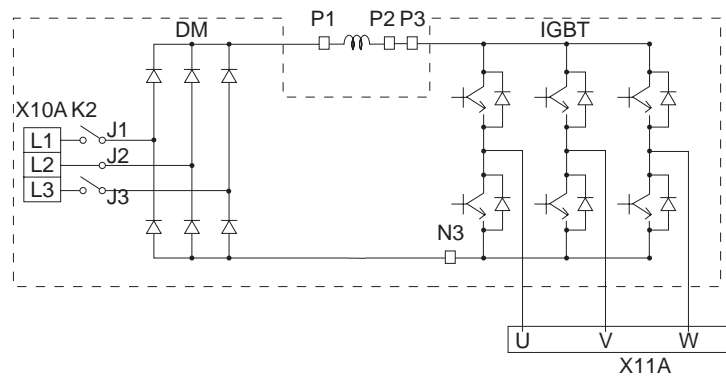 P1 P2 P3
DM IGBT
X10A K2
L1 J1
L2 J2
L3 J3
N3
U V W
X11A